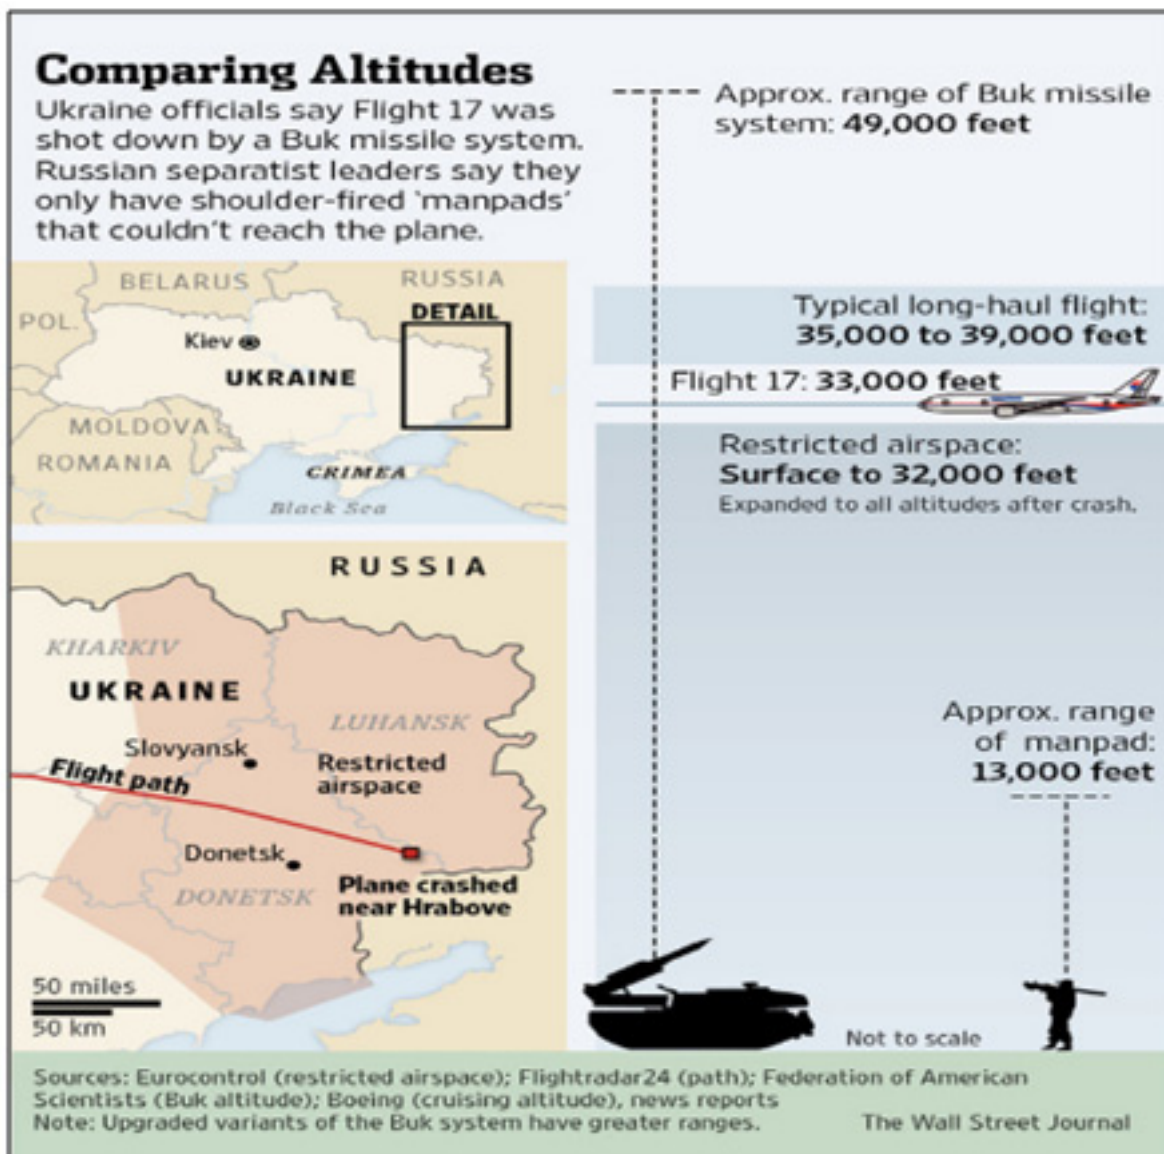 Comparing Altitudes
Ukraine officials say Flight 17 was
shot down by a Buk missile system.
Russian separatist leaders say they
only have shoulder-fired ‘manpads’
that couldn’t reach the plane.
BELARUS
RUSSIA
POL.
DETAIL
Kiev
UKRAINE
MOLDOVA
ROMANIA
CRIMEA
Black Sea
RUSSIA
KHARKIV
UKRAINE
LUHANSK
Slovyansk
Restricted
airspace
Flight path
Donetsk
DONETSK
Plane crashed
near Hrabove
50 miles
50 km
Approx. range of Buk missile
system: 49,000 feet
Typical long-haul flight:
35,000 to 39,000 feet
Flight 17: 33,000 feet
Restricted airspace:
Surface to 32,000 feet
Expanded to all altitudes after crash.
Approx. range
of manpad:
13,000 feet
Not to scale
Sources: Eurocontrol (restricted airspace); Flightradar24 (path); Federation of American
Scientists (Buk altitude); Boeing (cruising altitude), news reports
Note: Upgraded variants of the Buk system have greater ranges.
The Wall Street Journal